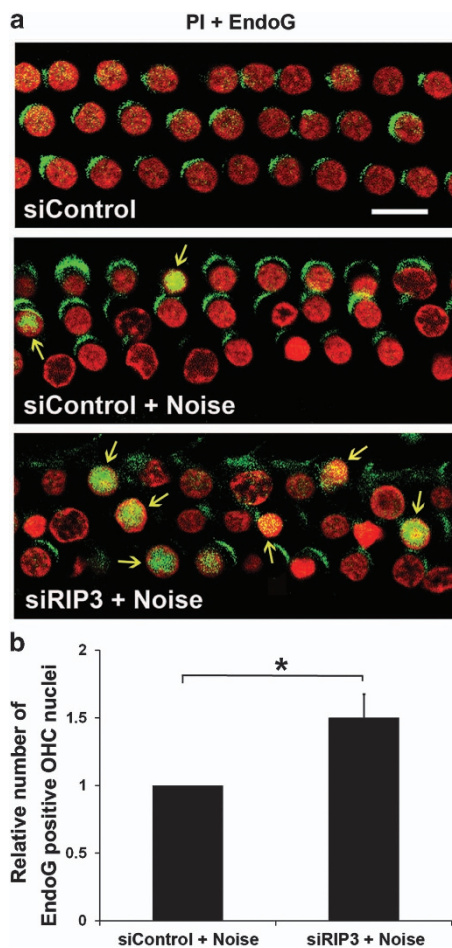 a
PI + EndoG
siControl
siControl + Noise
siRIP3 + Noise
b
Relative number of
EndoG positive OHC nuclei
2
1.5
1
0.5
0
*
siControl + Noise
siRIP3 + Noise